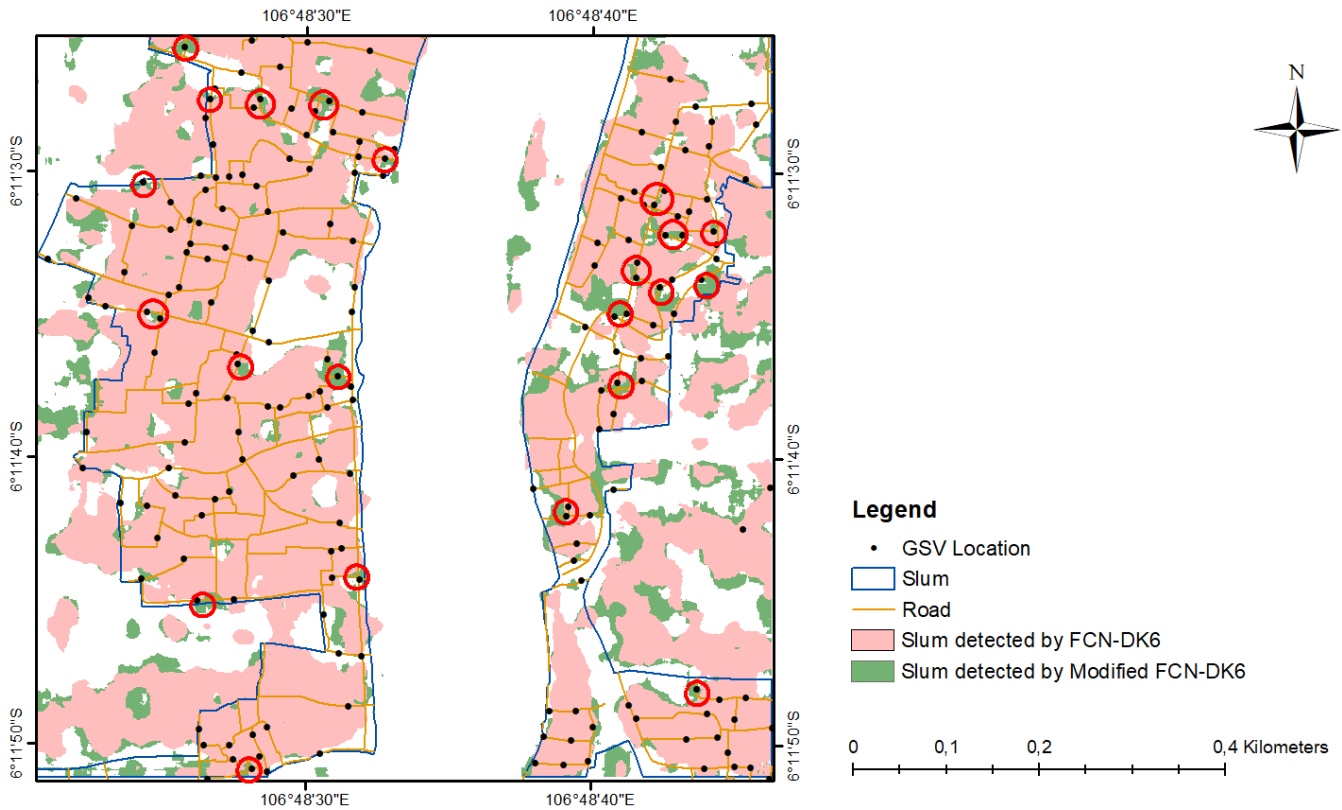 106°48'30"E
106°48'40"E
N
6°11'30"S
6°11'30"S
6°11'40"S
6°11'40"S
Legend
GSV Location
Slum
Road
Slum detected by FCN-DK6
Slum detected by Modified FCN-DK6
6°11'50"S
6°11'50"S
0 0,1 0,2 0,4 Kilometers
106°48'30"E
106°48'40"E